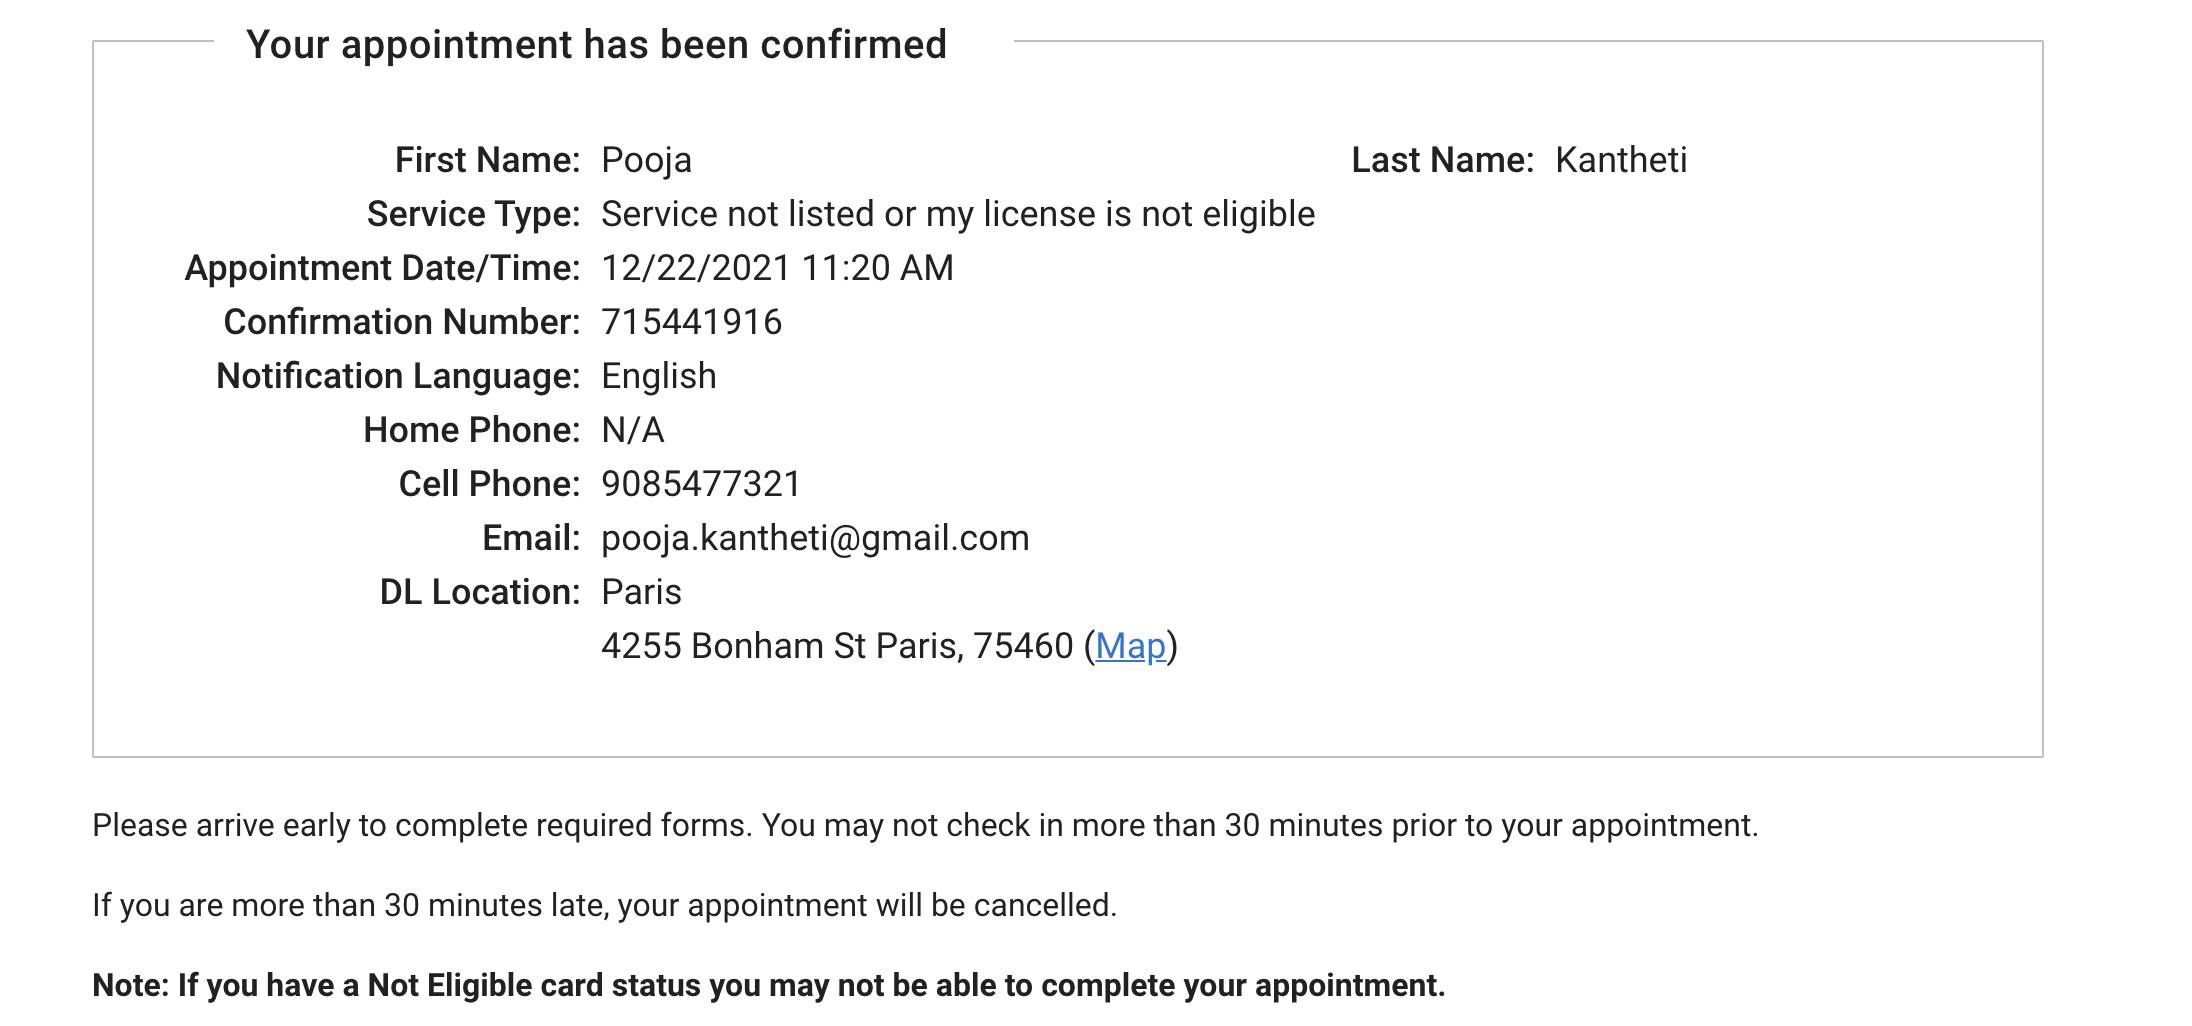 Your appointment has been confirmed
First Name: Pooja Last Name: Kantheti
Service Type: Service not listed or my license is not eligible
Appointment Date/Time: 12/22/2021 11:20 AM
Confirmation Number: 715441916
Notification Language: English
Home Phone: N/A
Cell Phone: 9085477321
Email: pooja.kantheti@gmail.com
DL Location: Paris
4255 Bonham St Paris, 75460 (Map)
Please arrive early to complete required forms. You may not check in more than 30 minutes prior to your appointment.
If you are more than 30 minutes late, your appointment will be cancelled.
Note: If you have a Not Eligible card status you may not be able to complete your appointment.